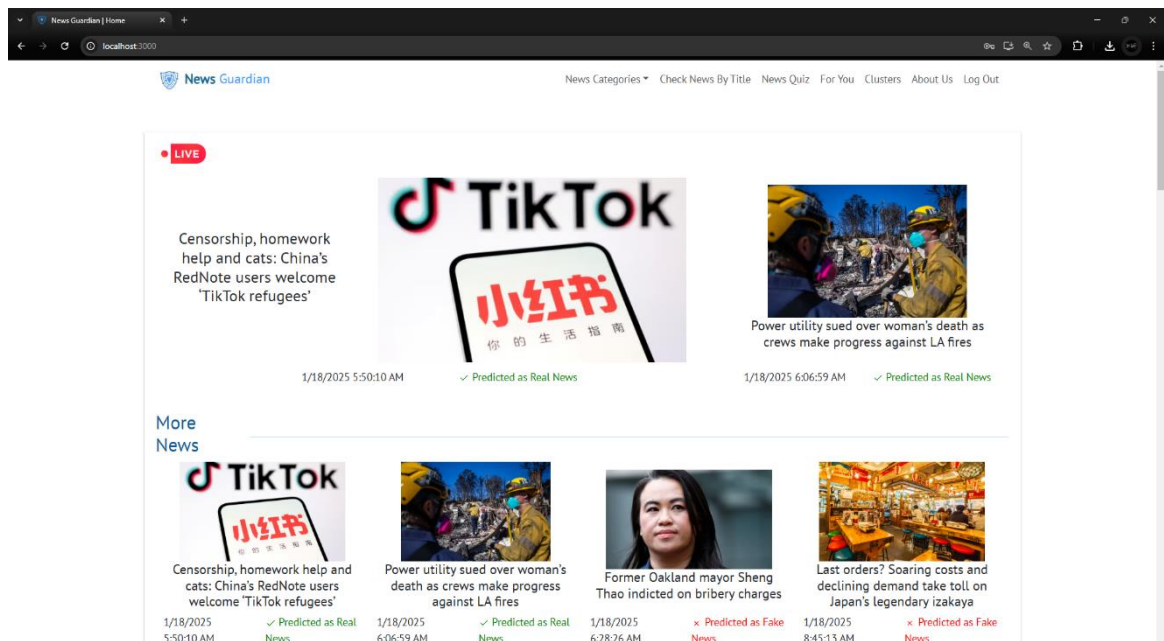 News Guardian | Home
localhost:3000
News Guardian
News Categories Check News By Title News Quiz For You Clusters About Us Log Out
LIVE
Censorship, homework
help and cats: China's
RedNote users welcome
'TikTok refugees'
TikTok
小红书
你的生活指南
Power utility sued over woman's death as
crews make progress against LA fires
1/18/2025 5:50:10 AM
✓ Predicted as Real News
1/18/2025 6:06:59 AM
✓ Predicted as Real News
More
News
TikTok
小红书
你的生活指南
Censorship, homework help and
cats: China's RedNote users
welcome 'TikTok refugees'
1/18/2025
5:50:10 AM
✓ Predicted as Real
News
Power utility sued over woman's
death as crews make progress
against LA fires
1/18/2025
6:06:59 AM
✓ Predicted as Real
News
Former Oakland mayor Sheng
Thao indicted on bribery charges
1/18/2025
6:28:26 AM
× Predicted as Fake
News
Last orders? Soaring costs and
declining demand take toll on
Japan's legendary izakaya
1/18/2025
8:45:13 AM
× Predicted as Fake
News